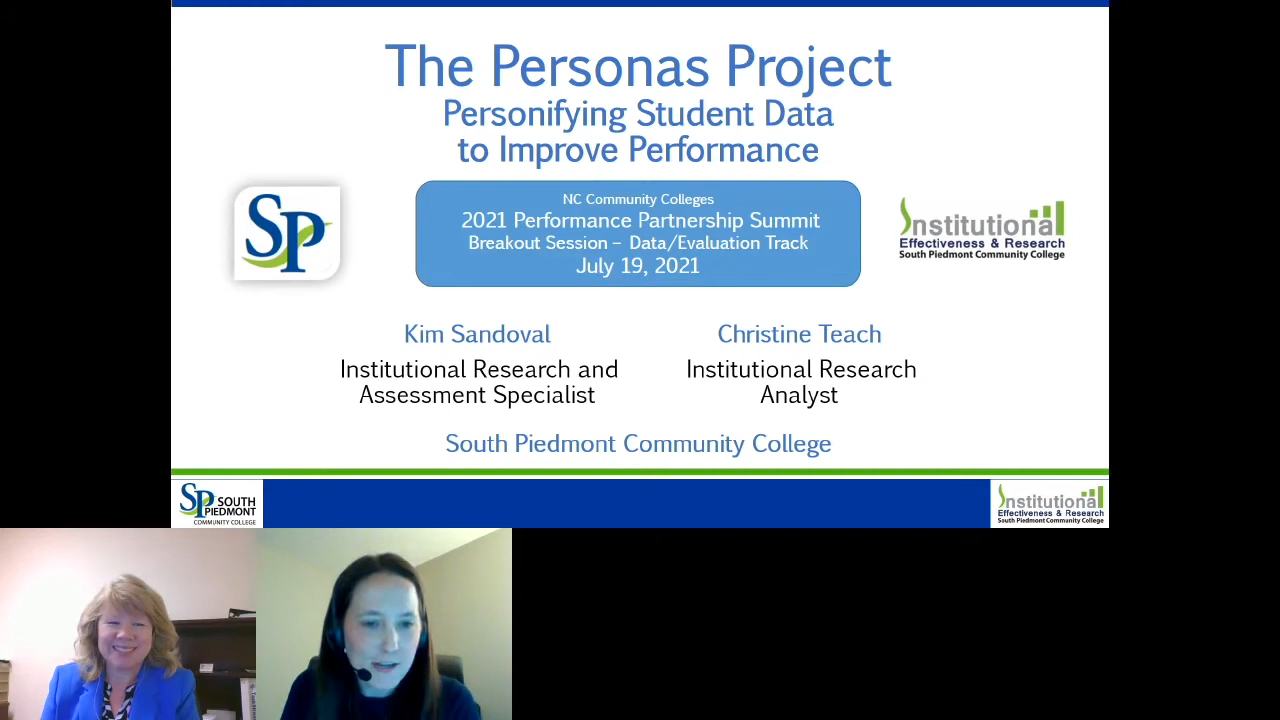 The Personas Project
Personifying Student Data
to Improve Performance
SP
NC Community Colleges
2021 Performance Partnership Summit
Breakout Session – Data/Evaluation Track
July 19, 2021
Institutional
Effectiveness & Research
South Piedmont Community College
Kim Sandoval
Institutional Research and
Assessment Specialist
Christine Teach
Institutional Research
Analyst
South Piedmont Community College
SP SOUTH
PIEDMONT
COMMUNITY COLLEGE
Institutional
Effectiveness & Research
South Piedmont Community College